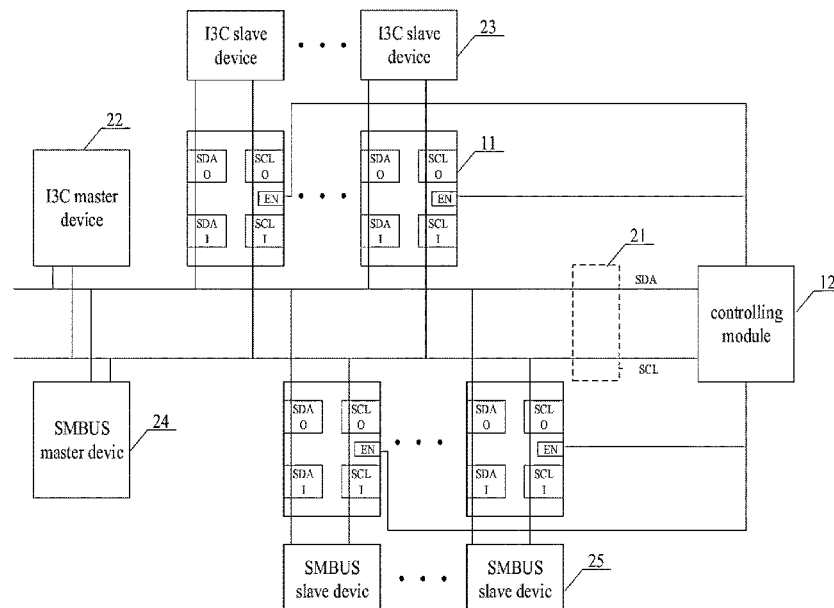 I3C slave
device
I3C slave
device
23
22
I3C master
device
SDA
O
SCL
O
EN
SDA
I
SCL
I
SDA
O
SCL
O
EN
SDA
I
SCL
I
11
21
SDA
SCL
controlling
module
12
SMBUS
master devic
24
SDA
O
SCL
O
EN
SDA
I
SCL
I
SDA
O
SCL
O
EN
SDA
I
SCL
I
SMBUS
slave devic
SMBUS
slave devic
25